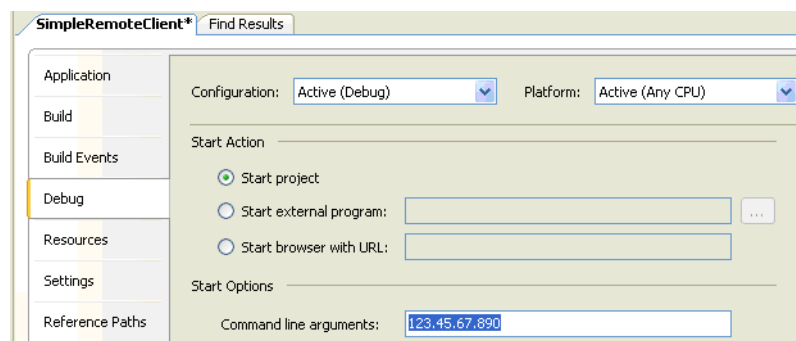 SimpleRemoteClient* Find Results
Application
Configuration: Active (Debug) Platform: Active (Any CPU)
Build
Start Action
Build Events
Start project
Debug
Start external program: ...
Resources
Start browser with URL:
Settings
Start Options
Reference Paths
Command line arguments: 123.45.67.890